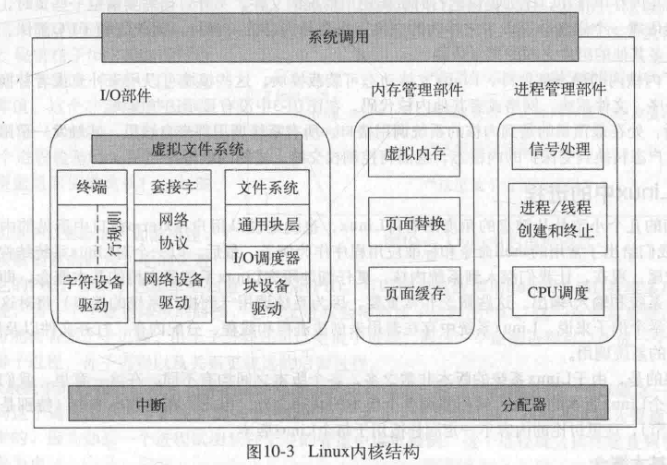 系统调用
I/O部件
内存管理部件
进程管理部件
虚拟文件系统
终端
行规则
字符设备
驱动
套接字
网络
协议
网络设备
驱动
文件系统
通用块层
I/O调度器
块设备
驱动
虚拟内存
页面替换
页面缓存
信号处理
进程/线程
创建和终止
CPU调度
中断
分配器
图10-3 Linux内核结构